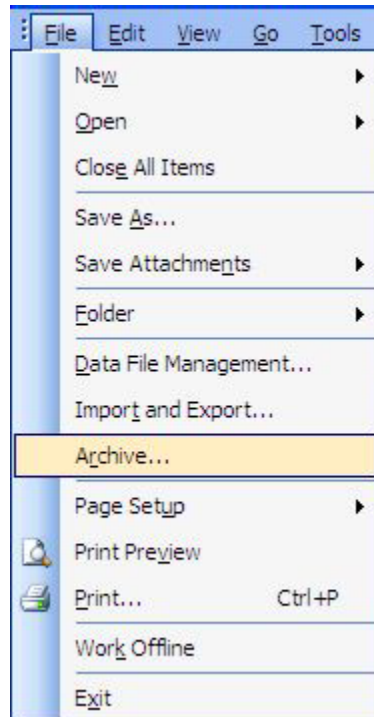 File Edit View Go Tools
New
Open
Close All Items
Save As...
Save Attachments
Folder
Data File Management...
Import and Export...
Archive...
Page Setup
Print Preview
Print... Ctrl+P
Work Offline
Exit